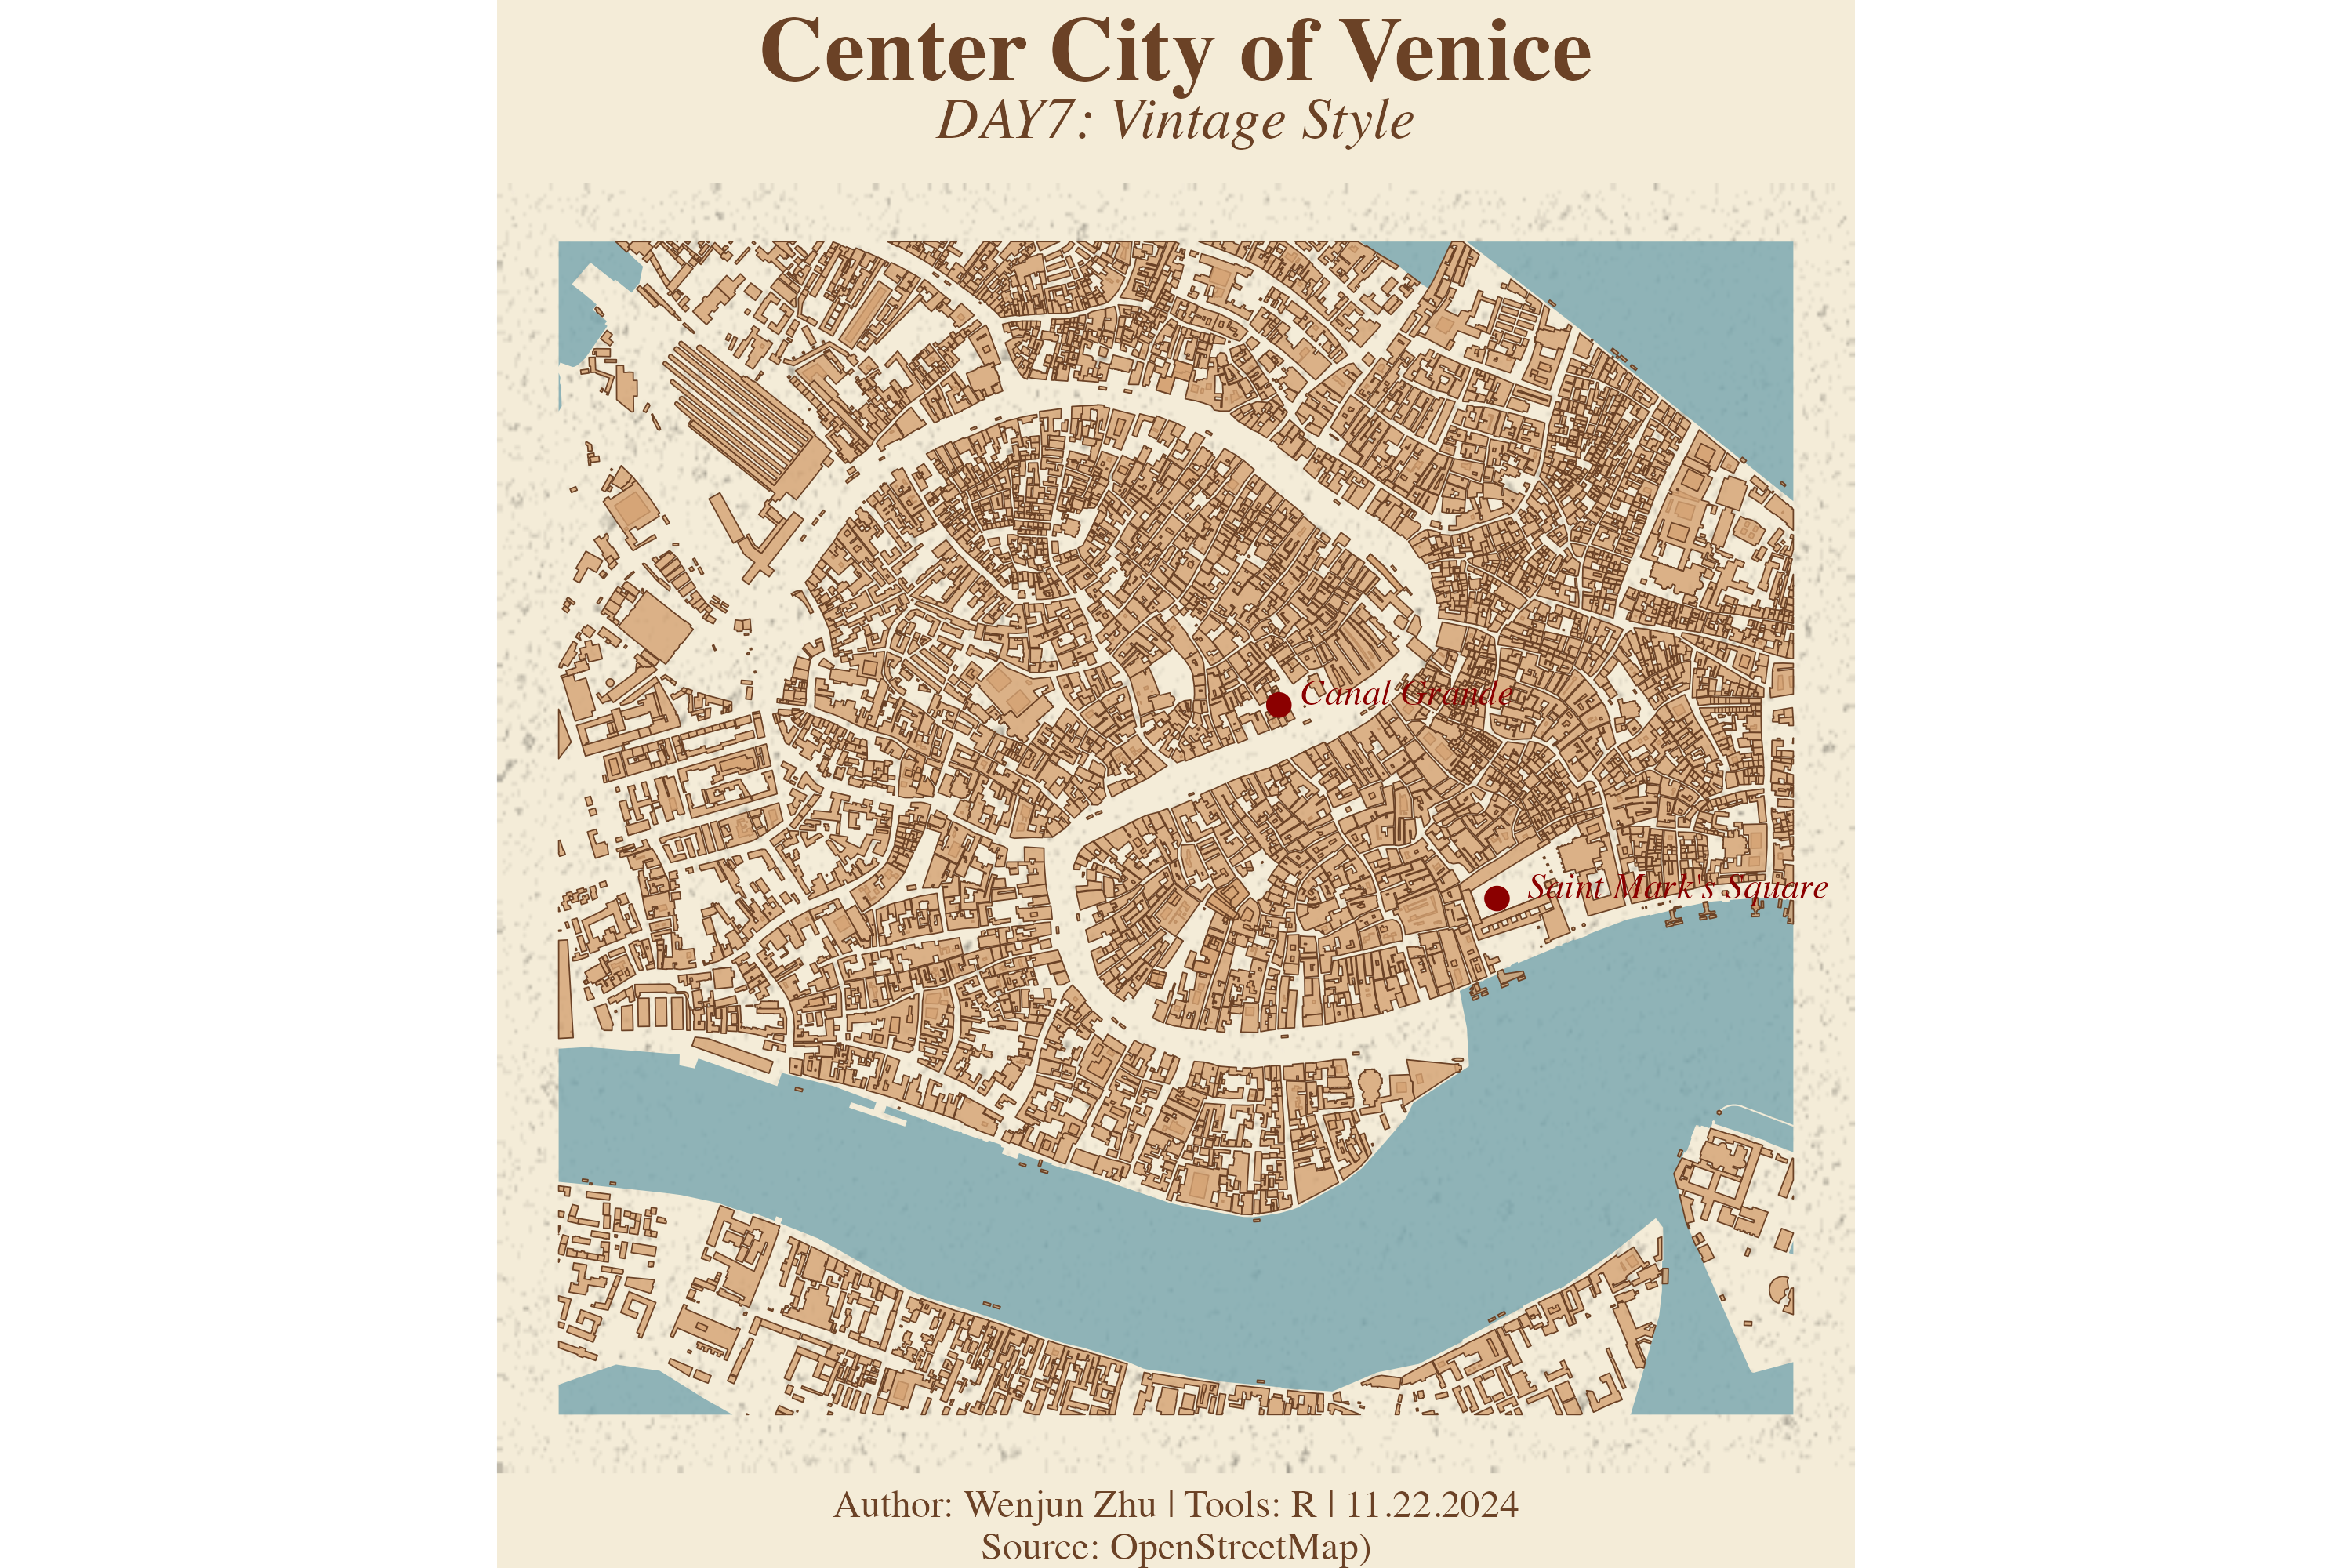 Center City of Venice
DAY7: Vintage Style
Canal Grande
Saint Mark's Square
Author: Wenjun Zhu | Tools: R | 11.22.2024
Source: OpenStreetMap)